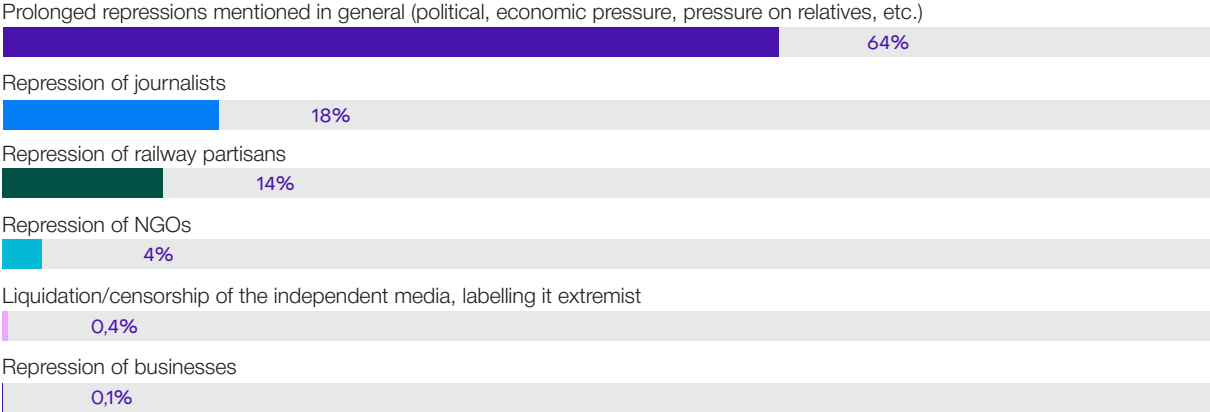 Prolonged repressions mentioned in general (political, economic pressure, pressure on relatives, etc.)
64%
Repression of journalists
18%
Repression of railway partisans
14%
Repression of NGOs
4%
Liquidation/censorship of the independent media, labelling it extremist
0,4%
Repression of businesses
0,1%